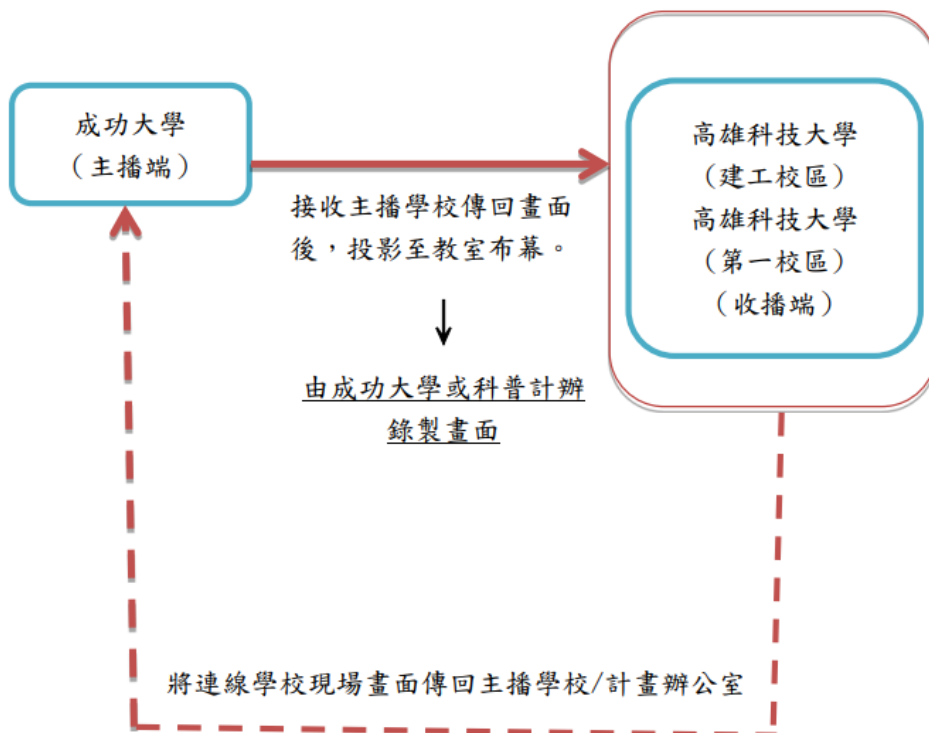 成功大學
（主播端）
高雄科技大學
（建工校區）
高雄科技大學
（第一校區）
（收播端）
接收主播學校傳回畫面
後，投影至教室布幕。
由成功大學或科普計辦
錄製畫面
將連線學校現場畫面傳回主播學校/計畫辦公室